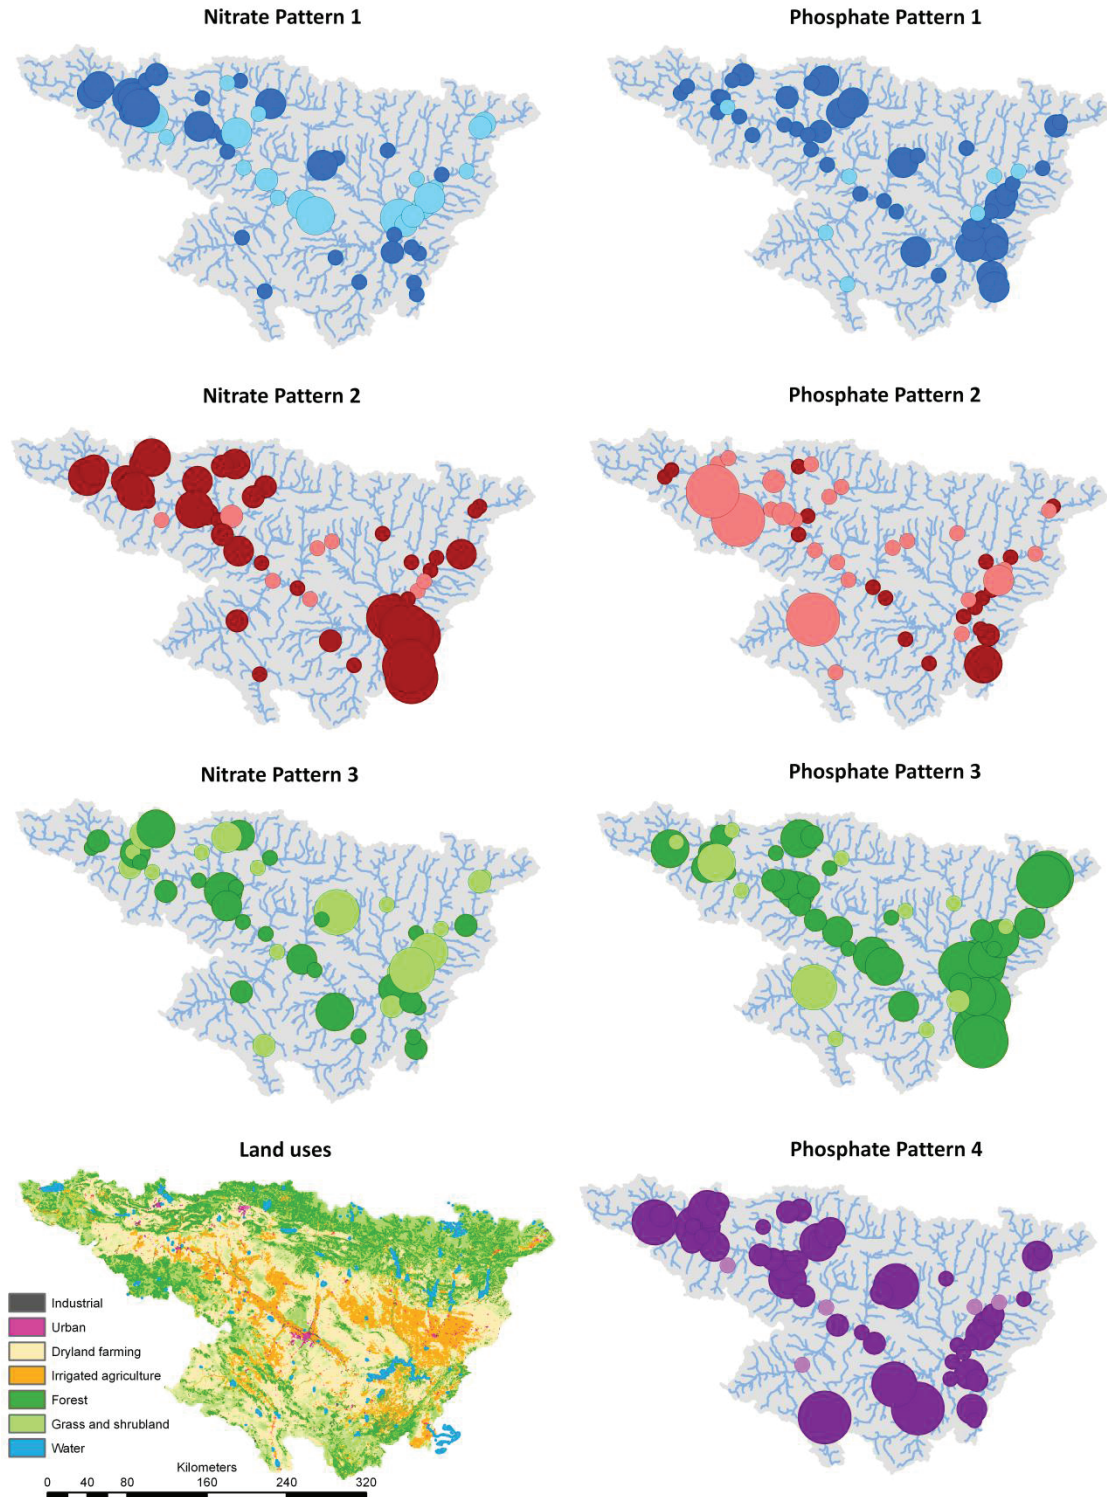 Nitrate Pattern 1
Phosphate Pattern 1
Nitrate Pattern 2
Phosphate Pattern 2
Nitrate Pattern 3
Phosphate Pattern 3
Land uses
Phosphate Pattern 4
Industrial
Urban
Dryland farming
Irrigated agriculture
Forest
Grass and shrubland
Water
Kilometers
0 40 80 160 240 320